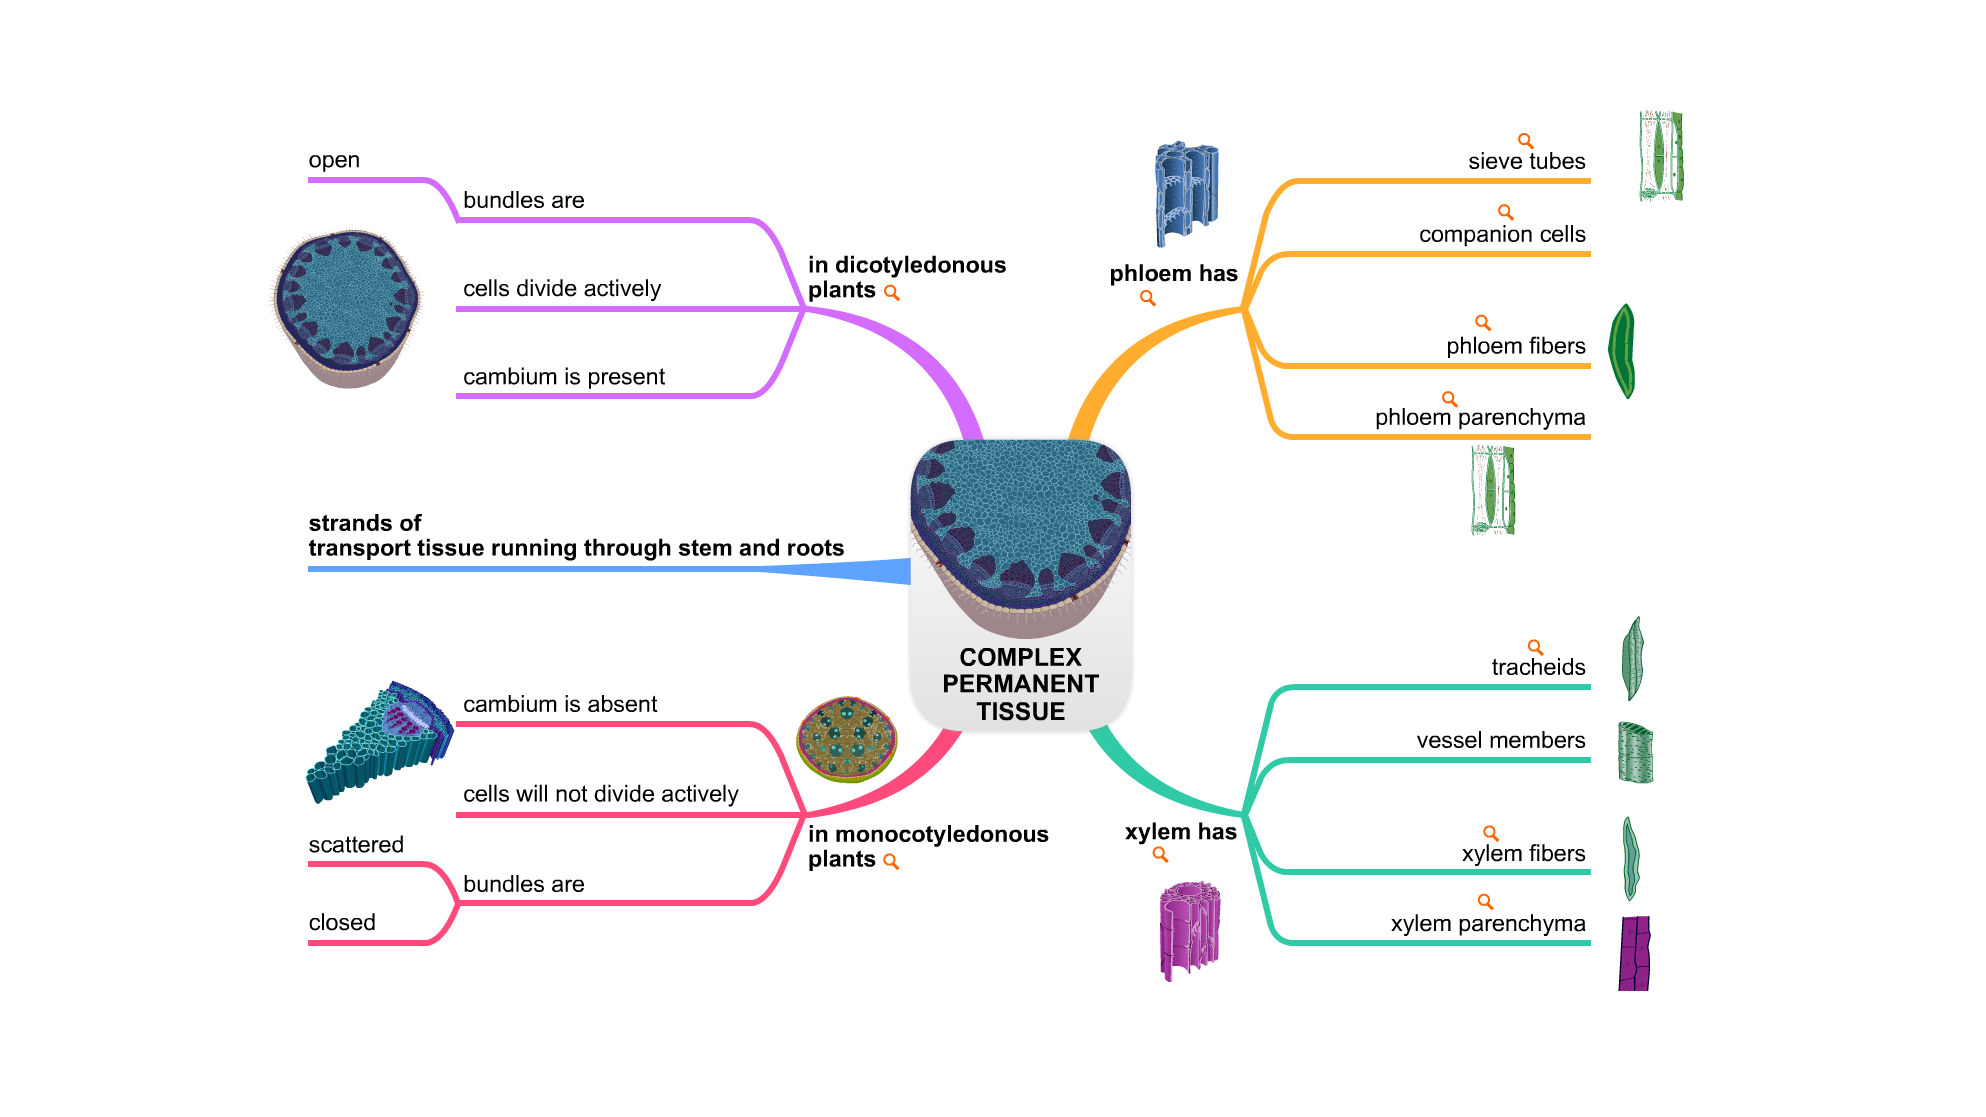 open
bundles are
cells divide actively
cambium is present
in dicotyledonous
plants
phloem has
sieve tubes
companion cells
phloem fibers
phloem parenchyma
strands of
transport tissue running through stem and roots
COMPLEX
PERMANENT
TISSUE
cambium is absent
cells will not divide actively
scattered
bundles are
closed
in monocotyledonous
plants
xylem has
tracheids
vessel members
xylem fibers
xylem parenchyma